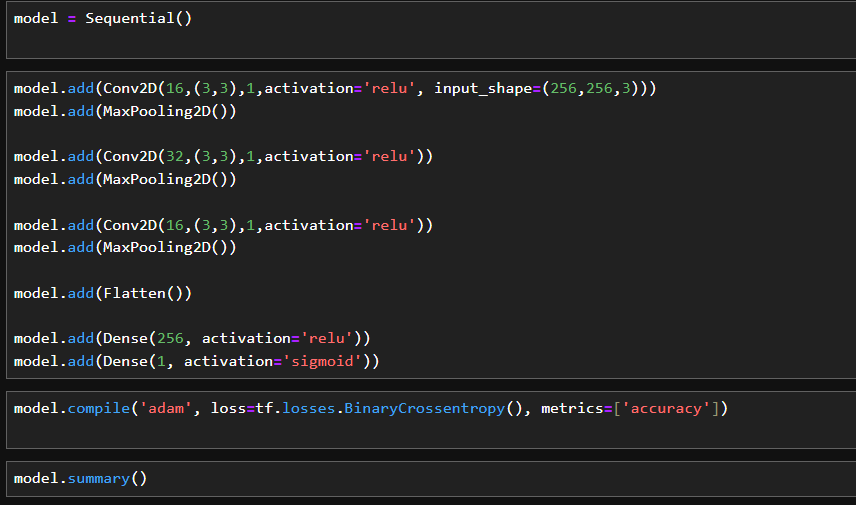 model = Sequential()
model.add(Conv2D(16,(3,3),1,activation='relu', input_shape=(256,256,3)))
model.add(MaxPooling2D())
model.add(Conv2D(32,(3,3),1,activation='relu'))
model.add(MaxPooling2D())
model.add(Conv2D(16,(3,3),1,activation='relu'))
model.add(MaxPooling2D())
model.add(Flatten())
model.add(Dense(256, activation='relu'))
model.add(Dense(1, activation='sigmoid'))
model.compile('adam', loss=tf.losses.BinaryCrossentropy(), metrics=['accuracy'])
model.summary()